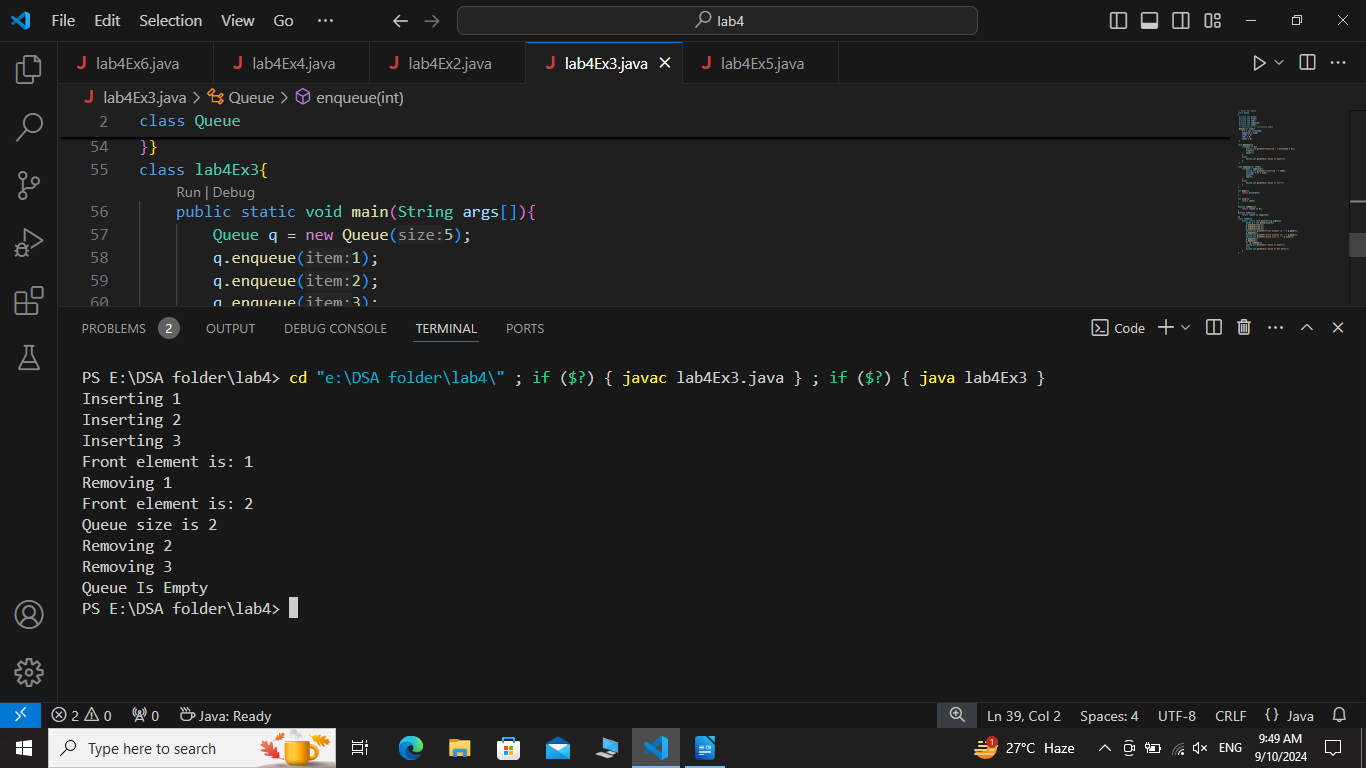 File Edit Selection View Go ··· lab4
J lab4Ex6.java J lab4Ex4.java J lab4Ex2.java J lab4Ex3.java J lab4Ex5.java
J lab4Ex3.java > Queue > enqueue(int)
2 class Queue
54 }}
55 class lab4Ex3{
Run | Debug
56 public static void main(String args[]){
57 Queue q = new Queue(size:5);
58 q.enqueue(item:1);
59 q.enqueue(item:2);
60 q.enqueue(item:3);
PROBLEMS 2 OUTPUT DEBUG CONSOLE TERMINAL PORTS Code
PS E:\DSA folder\lab4> cd "e:\DSA folder\lab4\" ; if ($?) { javac lab4Ex3.java } ; if ($?) { java lab4Ex3 }
Inserting 1
Inserting 2
Inserting 3
Front element is: 1
Removing 1
Front element is: 2
Queue size is 2
Removing 2
Removing 3
Queue Is Empty
PS E:\DSA folder\lab4>
2 0 0 Java: Ready Ln 39, Col 2 Spaces: 4 UTF-8 CRLF {} Java
Type here to search 1 27°C Haze ENG 9:49 AM
9/10/2024